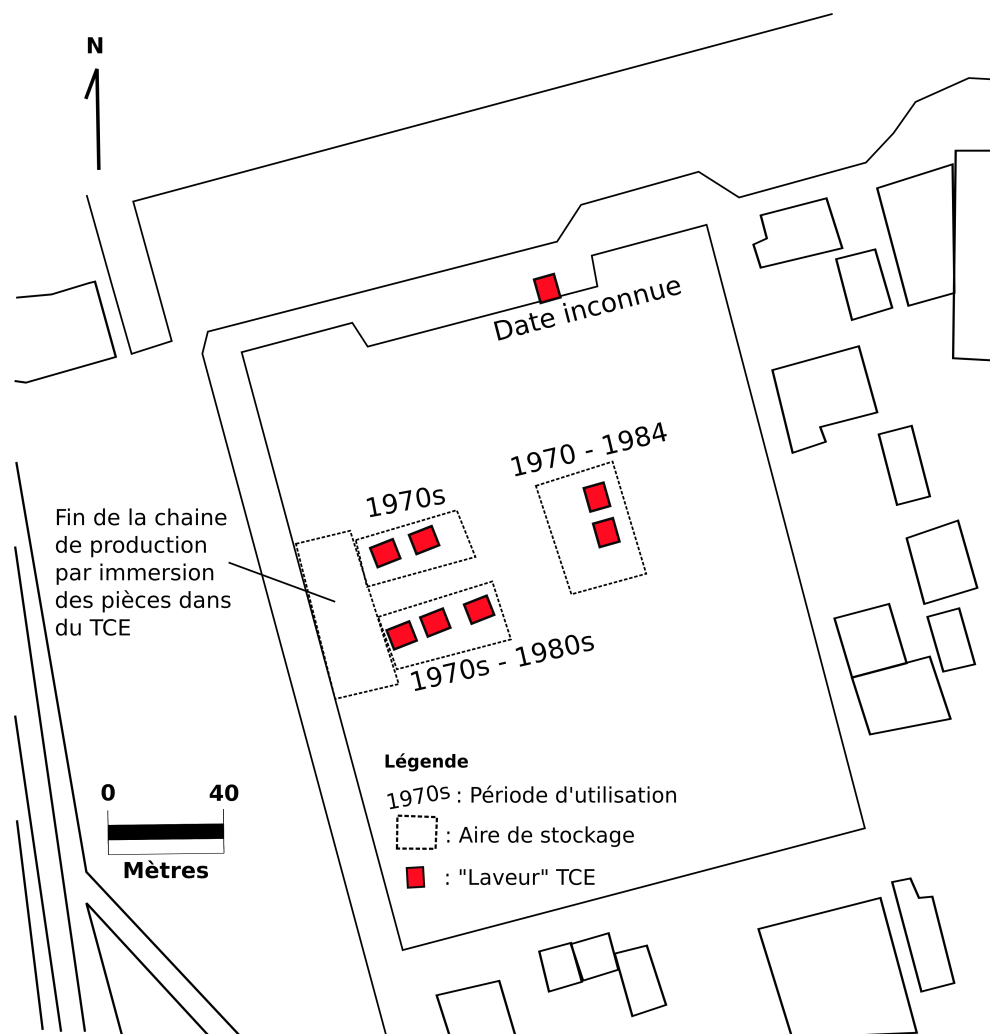 N
Date inconnue
1970 - 1984
1970s
Fin de la chaine
de production
par immersion
des pièces dans
du TCE
1970s - 1980s
Légende
1970s : Période d'utilisation
: Aire de stockage
: "Laveur" TCE
0 40
Mètres